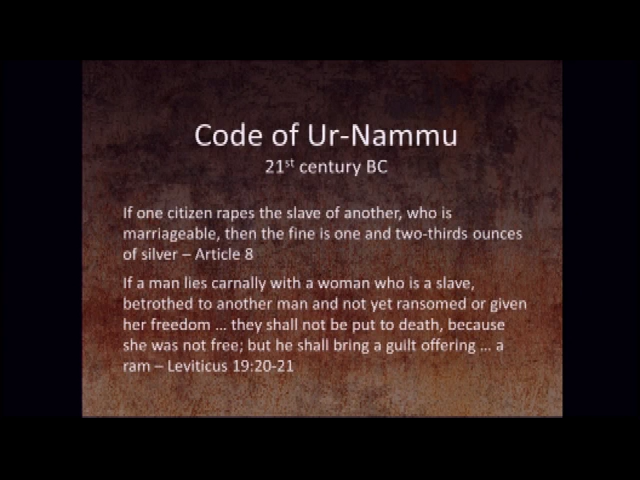 Code of Ur-Nammu
21st century BC
If one citizen rapes the slave of another, who is
marriageable, then the fine is one and two-thirds ounces
of silver – Article 8
If a man lies carnally with a woman who is a slave,
betrothed to another man and not yet ransomed or given
her freedom ... they shall not be put to death, because
she was not free; but he shall bring a guilt offering ... a
ram – Leviticus 19:20-21